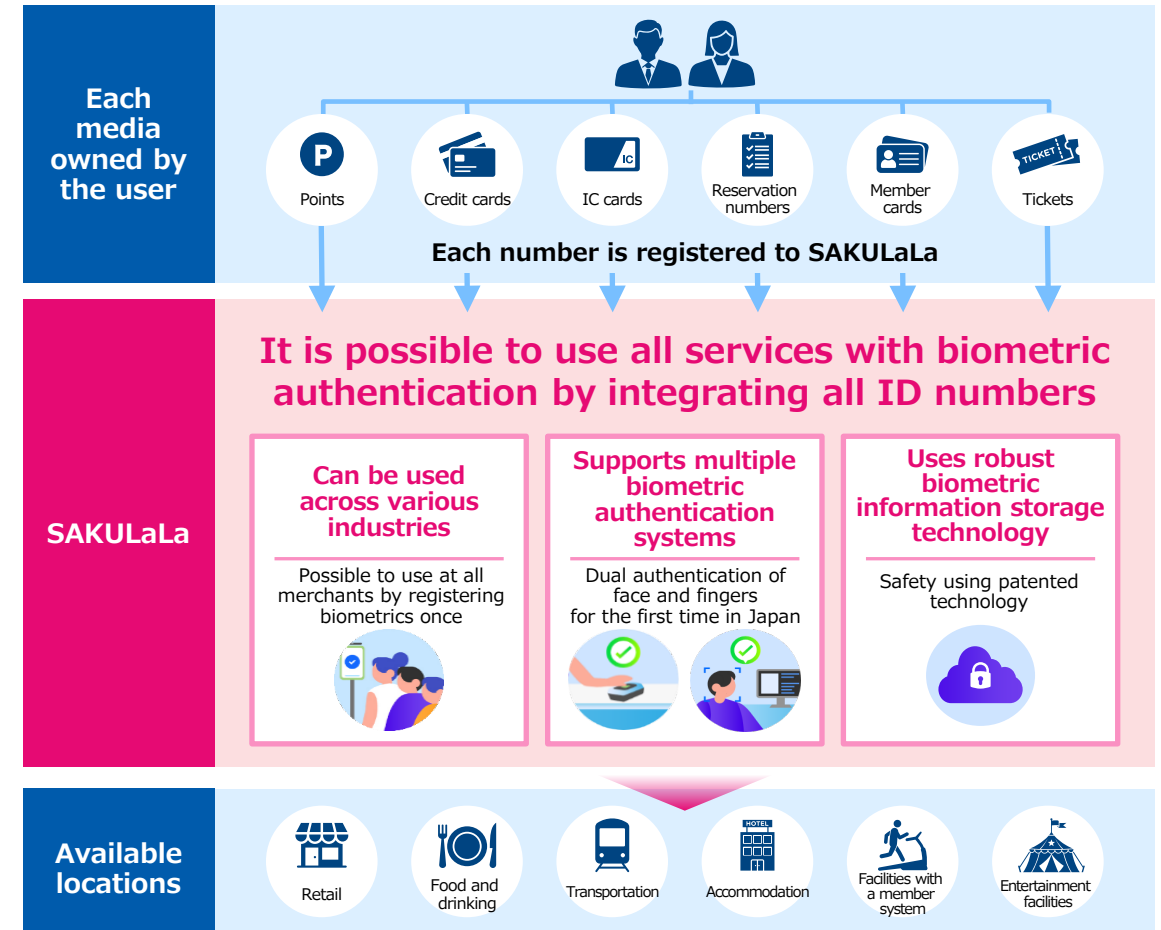 Each
media
owned by
the user
P
Points
Credit cards
IC
IC cards
Reservation
numbers
Member
cards
TICKET
Tickets
Each number is registered to SAKULaLa
SAKULaLa
It is possible to use all services with biometric
authentication by integrating all ID numbers
Can be used
across various
industries
Possible to use at all
merchants by registering
biometrics once
Supports multiple
biometric
authentication
systems
Dual authentication of
face and fingers
for the first time in Japan
Uses robust
biometric
information storage
technology
Safety using patented
technology
Available
locations
Retail
Food and
drinking
Transportation
HOTEL
Accommodation
Facilities with
a member
system
Entertainment
facilities